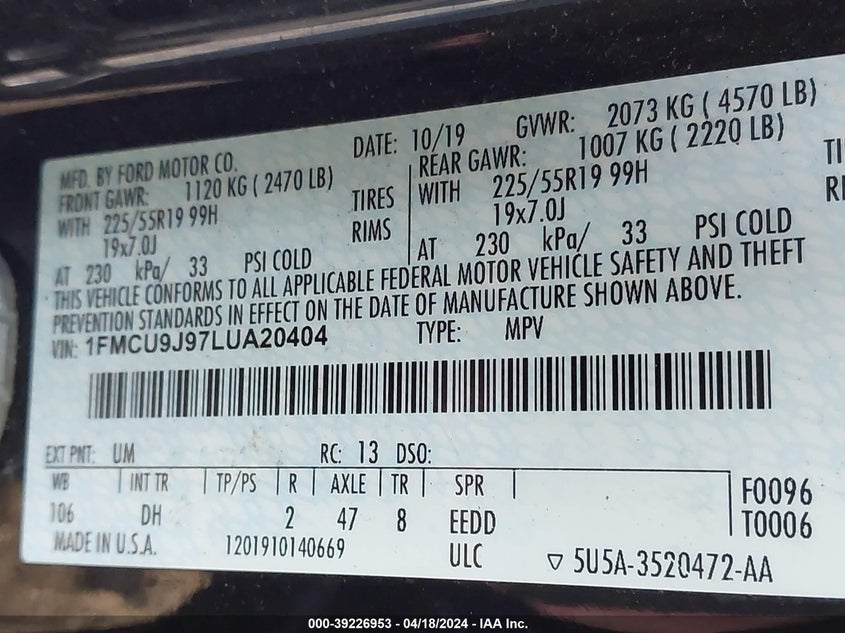 MFD. BY FORD MOTOR CO. DATE: 10/19 GVWR: 2073 KG ( 4570 LB)
FRONT GAWR: 1120 KG ( 2470 LB) REAR GAWR: 1007 KG ( 2220 LB)
WITH 225/55R19 99H TIRES WITH 225/55R19 99H TI
19x7.0J RIMS 19x7.0J RI
AT 230 kPa/ 33 PSI COLD AT 230 kPa/ 33 PSI COLD
THIS VEHICLE CONFORMS TO ALL APPLICABLE FEDERAL MOTOR VEHICLE SAFETY AND THEFT
PREVENTION STANDARDS IN EFFECT ON THE DATE OF MANUFACTURE SHOWN ABOVE.
VIN: 1FMCU9J97LUA20404 TYPE: MPV
EXT PNT: UM RC: 13 DSO:
WB INT TR TP/PS R AXLE TR SPR F0096
106 DH 2 47 8 EEDD T0006
MADE IN U.S.A. 1201910140669 ULC ▽ 5U5A-3520472-AA
000-39226953 - 04/18/2024 - IAA Inc.